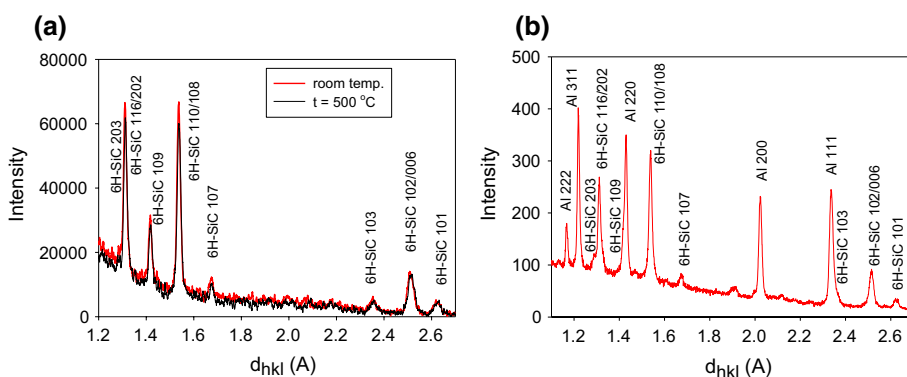 (a)
80000
60000
40000
20000
0
Intensity
room temp.
t = 500 °C
6H-SiC 203
6H-SiC 116/202
6H-SiC 109
6H-SiC 110/108
6H-SiC 107
6H-SiC 103
6H-SiC 102/006
6H-SiC 101
1.2 1.4 1.6 1.8 2.0 2.2 2.4 2.6
dhkl (A)
(b)
500
400
300
200
100
0
Intensity
Al 222
Al 311
6H-SiC 203
6H-SiC 116/202
6H-SiC 109
Al 220
6H-SiC 110/108
6H-SiC 107
Al 200
Al 111
6H-SiC 103
6H-SiC 102/006
6H-SiC 101
1.2 1.4 1.6 1.8 2.0 2.2 2.4 2.6
dhkl (A)